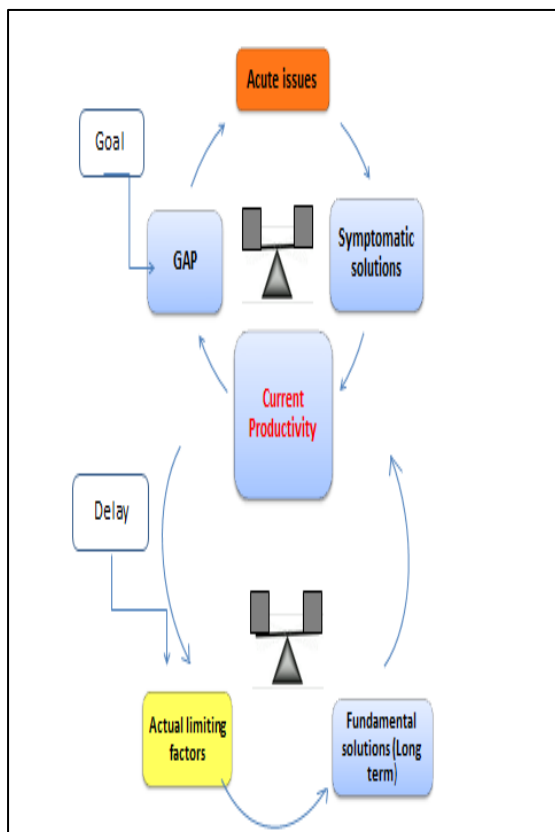 Acute issues
Goal
GAP
Symptomatic
solutions
Current
Productivity
Delay
Actual limiting
factors
Fundamental
solutions (Long
term)